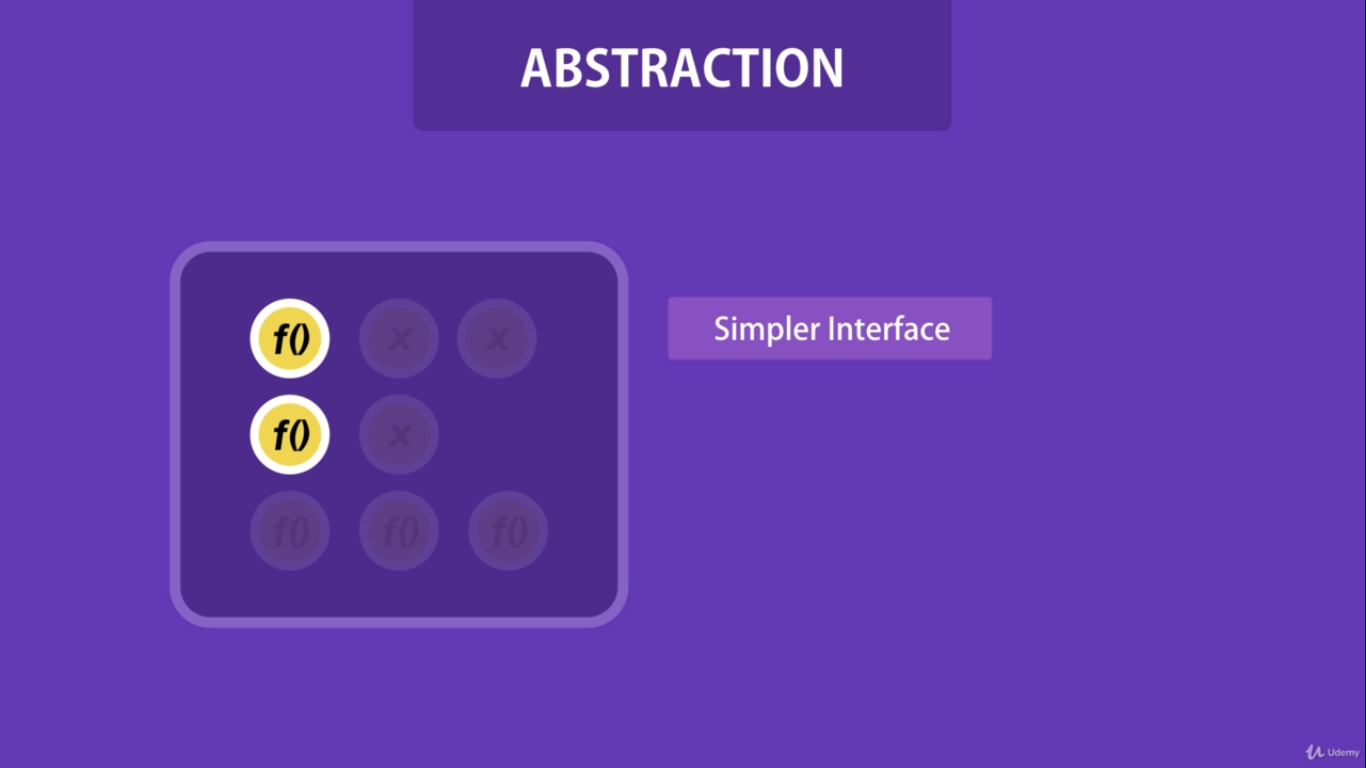 ABSTRACTION
f() x x
f() x
f() f() f()
Simpler Interface
Udemy